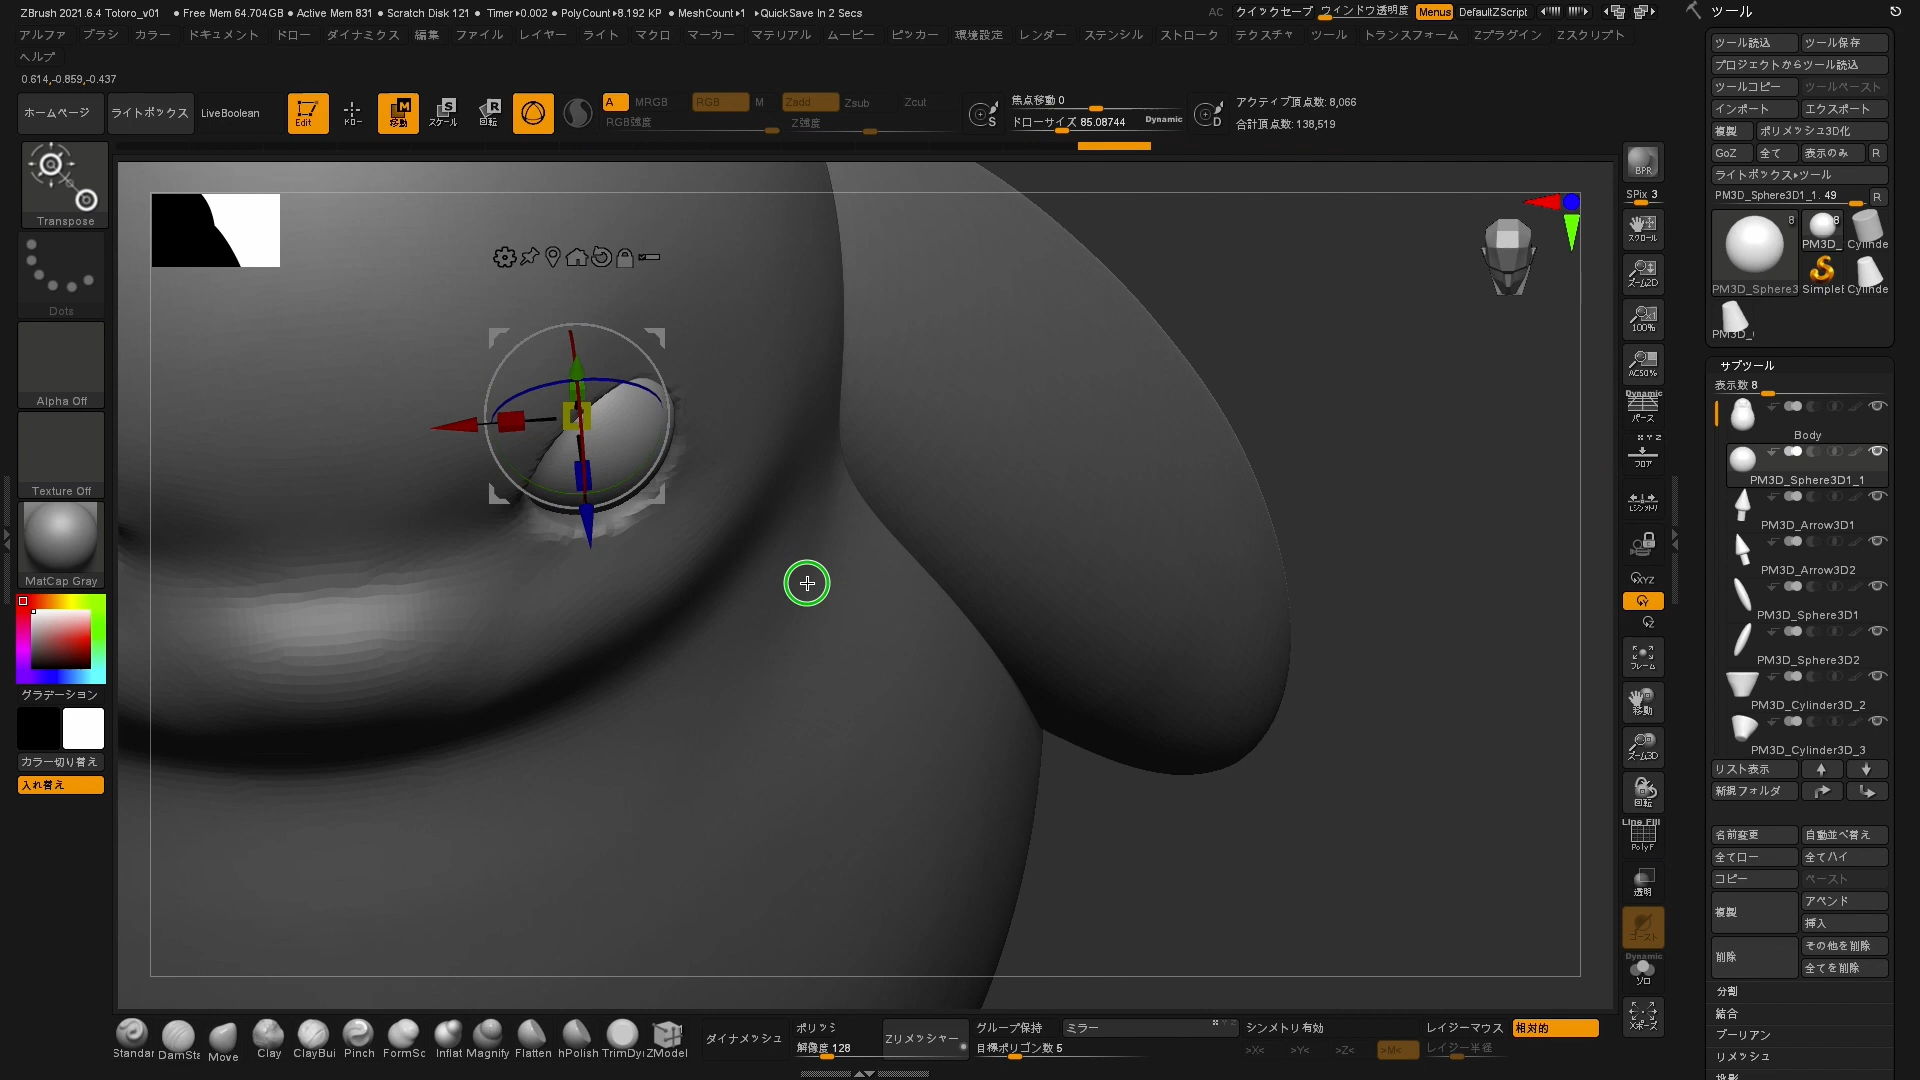 ZBrush 2021.6.4 Totoro_v01 ● Free Mem 64.704GB ● Active Mem 831 ● Scratch Disk 121 ● Timer▸0.002 ● PolyCount▸8.192 KP ● MeshCount▸1 ▸QuickSave In 2 Secs
AC クイックセーブ ウィンドウ透明度 Menus DefaultZScript
アルファ ブラシ カラー ドキュメント ドロー ダイナミクス 編集 ファイル レイヤー ライト マクロ マーカー マテリアル ムービー ピッカー 環境設定 レンダー ステンシル ストローク テクスチャ ツール トランスフォーム Zプラグイン Zスクリプト
ヘルプ
0.614,-0.859,-0.437
ホームページ ライトボックス LiveBoolean Edit ドロー 移動 スケール 回転
A MRGB RGB M Zadd Zsub Zcut
RGB強度 Z強度
焦点移動 0
ドローサイズ 85.08744 Dynamic
アクティブ頂点数: 8,066
合計頂点数: 138,519
Transpose
Dots
Alpha Off
Texture Off
MatCap Gray
グラデーション
カラー切り替え
入れ替え
BPR
SPix 3
スクロール
ズーム2D
100%
AC50%
Dynamic
パース
X Y Z
フロア
Lシンメトリ
XYZ
Y
Z
フレーム
移動
ズーム3D
回転
Line Fill
PolyF
透明
ゴースト
Dynamic
ソロ
Xポーズ
ツール
ツール読込 ツール保存
プロジェクトからツール読込
ツールコピー ツールペースト
インポート エクスポート
複製 ポリメッシュ3D化
GoZ 全て 表示のみ R
ライトボックス▸ツール
PM3D_Sphere3D1_1. 49 R
8 8
PM3D_ Cylinde
PM3D_Sphere3 SimpleE Cylinde
PM3D_
サブツール
表示数 8
Body
PM3D_Sphere3D1_1
PM3D_Arrow3D1
PM3D_Arrow3D2
PM3D_Sphere3D1
PM3D_Sphere3D2
PM3D_Cylinder3D_2
PM3D_Cylinder3D_3
リスト表示
新規フォルダ
名前変更 自動並べ替え
全てロー 全てハイ
コピー ペースト
複製 アペンド
挿入
削除 その他を削除
全てを削除
分割
結合
ブーリアン
リメッシュ
Standar DamSta Move Clay ClayBui Pinch FormSo Inflat Magnify Flatten hPolish TrimDy ZModel
ダイナメッシュ ポリッシ
解像度 128
Zリメッシャー
グループ保持 ミラー シンメトリ有効 レイジーマウス 相対的
目標ポリゴン数 5 >X< >Y< >Z< >M< レイジー半径